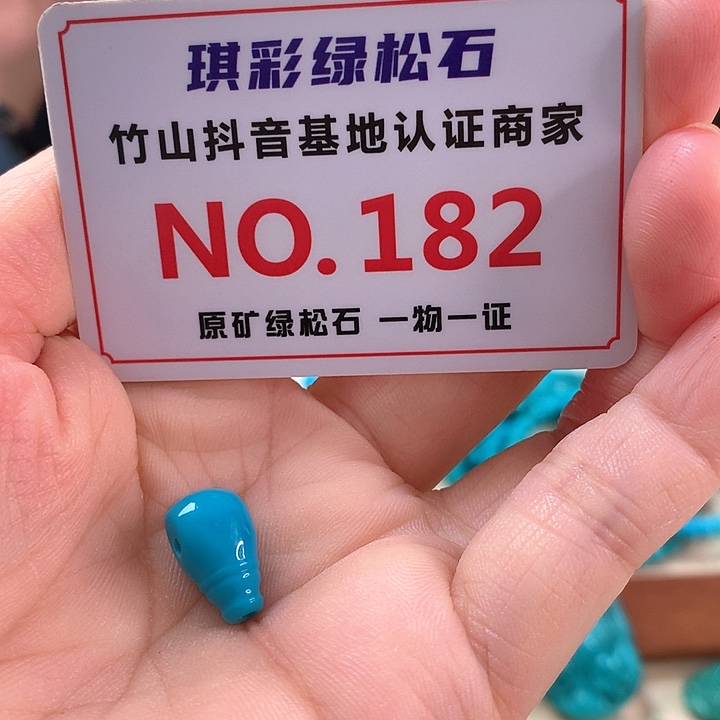 琪彩绿松石
竹山抖音基地认证商家
NO.182
原矿绿松石 一物一证